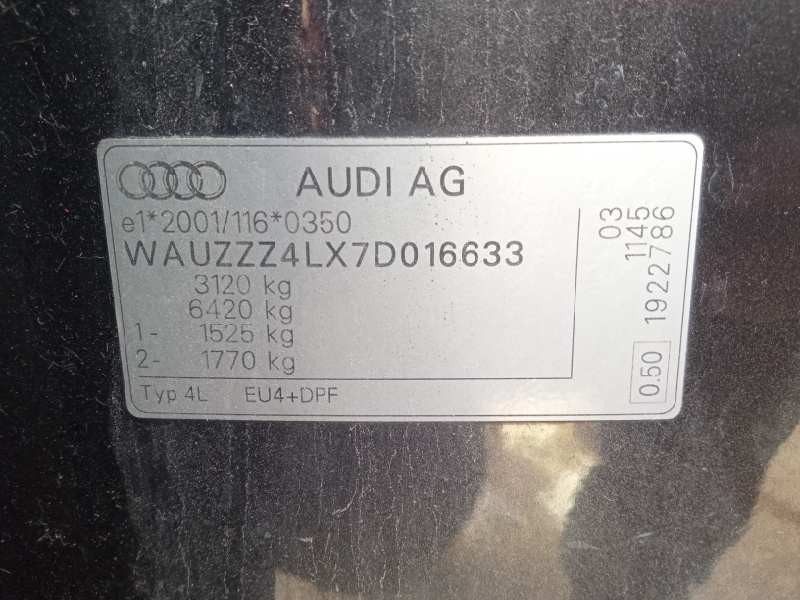 AUDI AG
e1*2001/116*0350
WAUZZZ4LX7D016633
3120 kg
6420 kg
1- 1525 kg
2- 1770 kg
Typ 4L EU4+DPF
03
1145
1922786
0.50